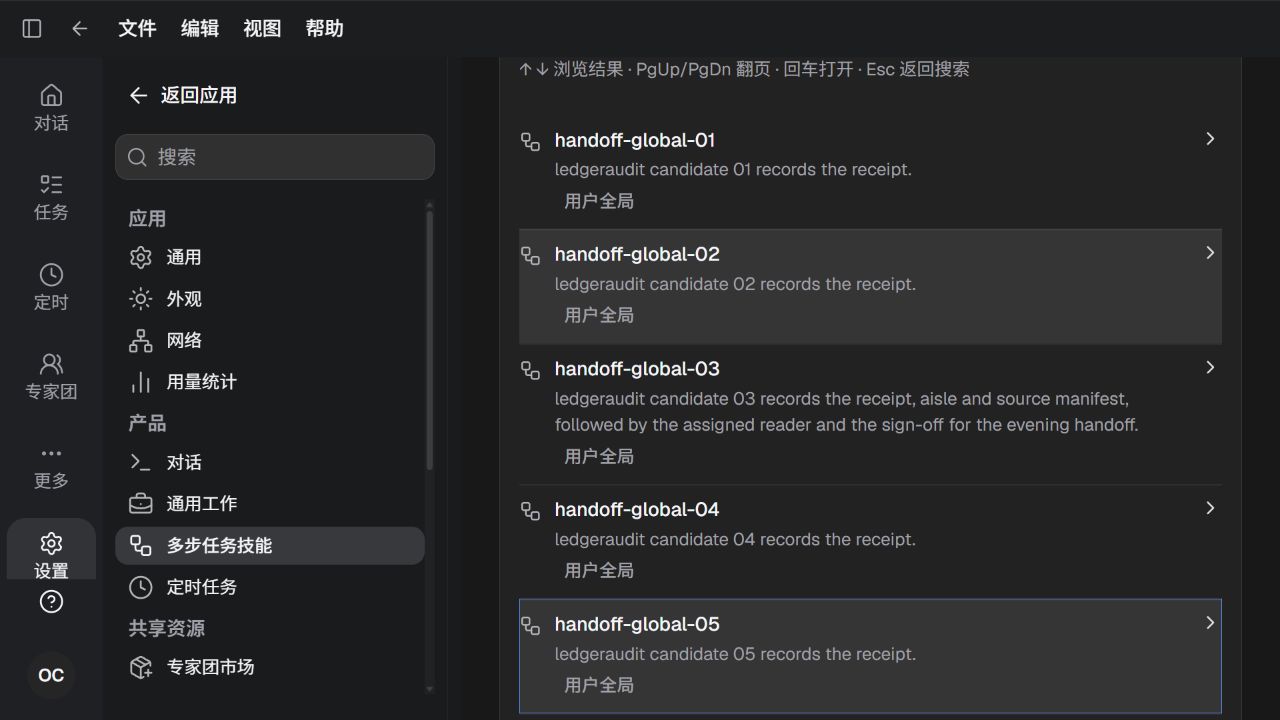 文件 编辑 视图 帮助
对话
任务
定时
专家团
更多
设置
OC
返回应用
搜索
应用
通用
外观
网络
用量统计
产品
对话
通用工作
多步任务技能
定时任务
共享资源
专家团市场
↑↓ 浏览结果 · PgUp/PgDn 翻页 · 回车打开 · Esc 返回搜索
handoff-global-01
ledgeraudit candidate 01 records the receipt.
用户全局
handoff-global-02
ledgeraudit candidate 02 records the receipt.
用户全局
handoff-global-03
ledgeraudit candidate 03 records the receipt, aisle and source manifest,
followed by the assigned reader and the sign-off for the evening handoff.
用户全局
handoff-global-04
ledgeraudit candidate 04 records the receipt.
用户全局
handoff-global-05
ledgeraudit candidate 05 records the receipt.
用户全局